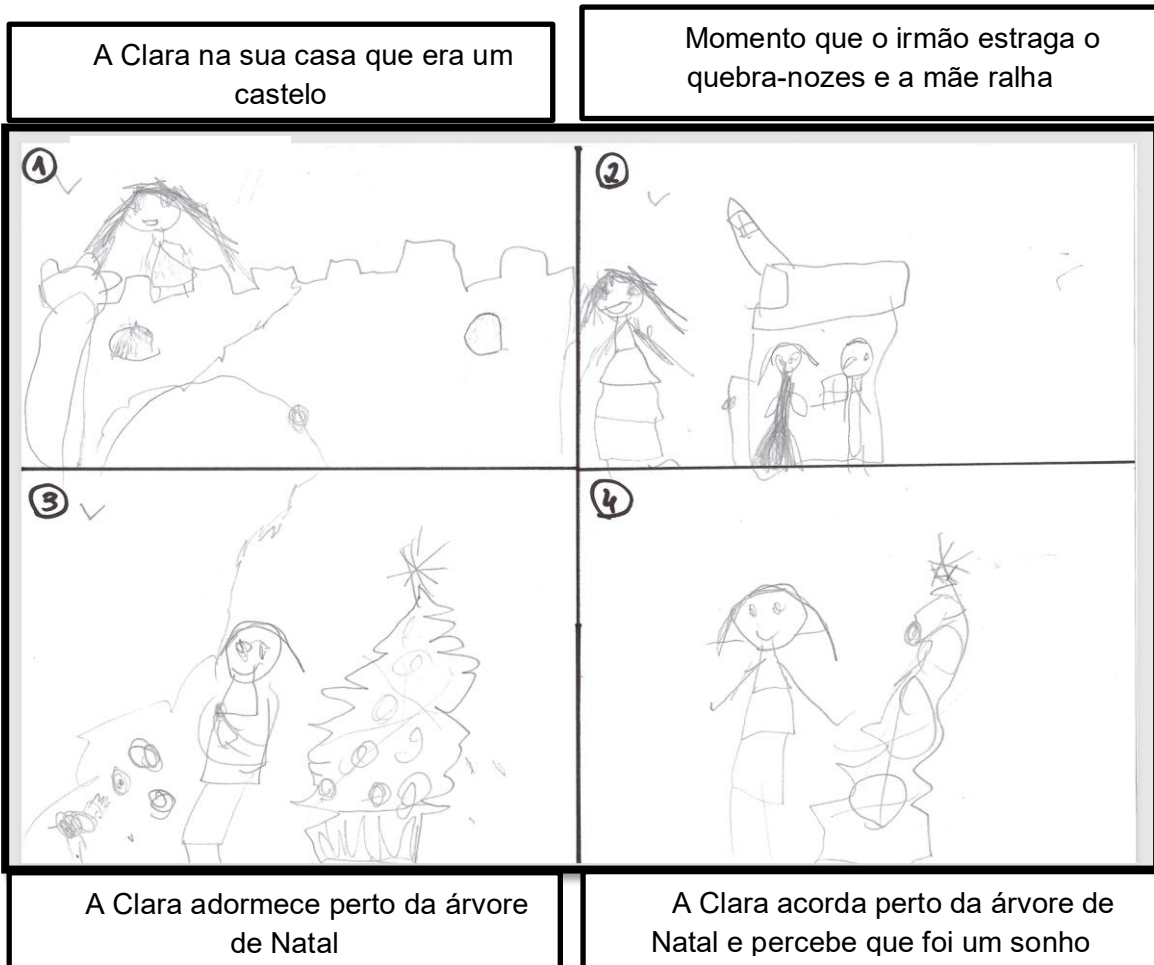 A Clara na sua casa que era um
castelo
Momento que o irmão estraga o
quebra-nozes e a mãe ralha
1
2
3
4
A Clara adormece perto da árvore
de Natal
A Clara acorda perto da árvore de
Natal e percebe que foi um sonho